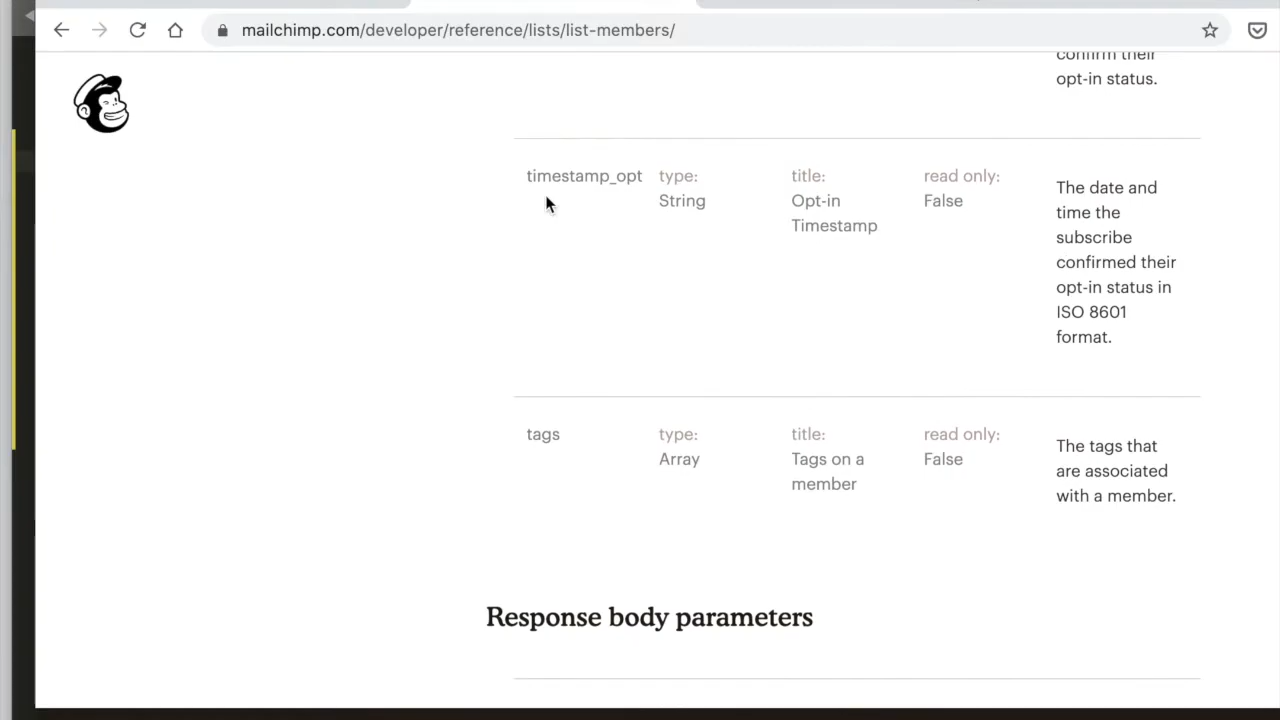 mailchimp.com/developer/reference/lists/list-members/
confirm their
opt-in status.
timestamp_opt
type:
String
title:
Opt-in
Timestamp
read only:
False
The date and
time the
subscribe
confirmed their
opt-in status in
ISO 8601
format.
tags
type:
Array
title:
Tags on a
member
read only:
False
The tags that
are associated
with a member.
Response body parameters